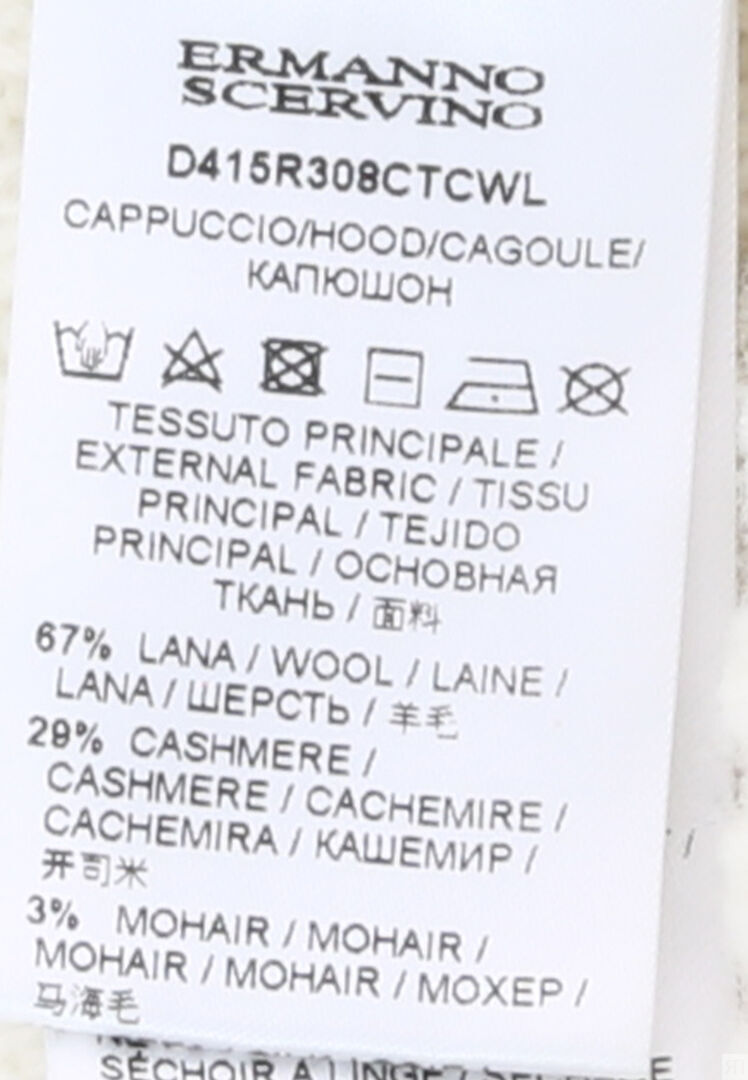 ERMANNO
SCERVINO
D415R308CTCWL
CAPPUCCIO/HOOD/CAGOULE/
КАПЮШОН
TESSUTO PRINCIPALE /
EXTERNAL FABRIC / TISSU
PRINCIPAL / TEJIDO
PRINCIPAL / ОСНОВНАЯ
ТКАНЬ / 面料
67% LANA / WOOL / LAINE /
LANA / ШЕРСТЬ / 羊毛
CASHMERE /
CASHMERE / CACHEMIRE /
CACHEMIRA / КАШЕМИР /
开司米
3% MOHAIR / MOHAIR /
MOHAIR / MOHAIR / МОХЕР /
马海毛
SÉCHOIR À LINGE /